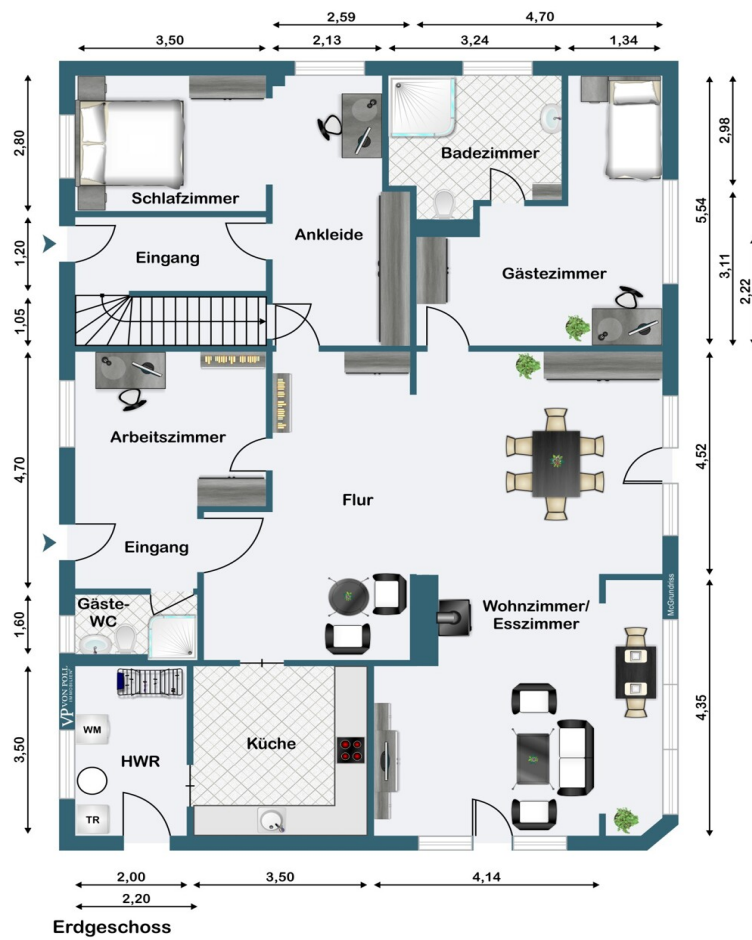 2,59
4,70
3,50
2,13
3,24
1,34
2,80
1,20
1,05
4,70
1,60
3,50
2,98
5,54
3,11
2,22
4,52
4,35
Schlafzimmer
Badezimmer
Ankleide
Eingang
Gästezimmer
Arbeitszimmer
Flur
Eingang
Gäste-
WC
Wohnzimmer/
Esszimmer
McGrundriss
VP VON POLL
IMMOBILIEN
WM
HWR
Küche
TR
2,00
3,50
4,14
2,20
Erdgeschoss